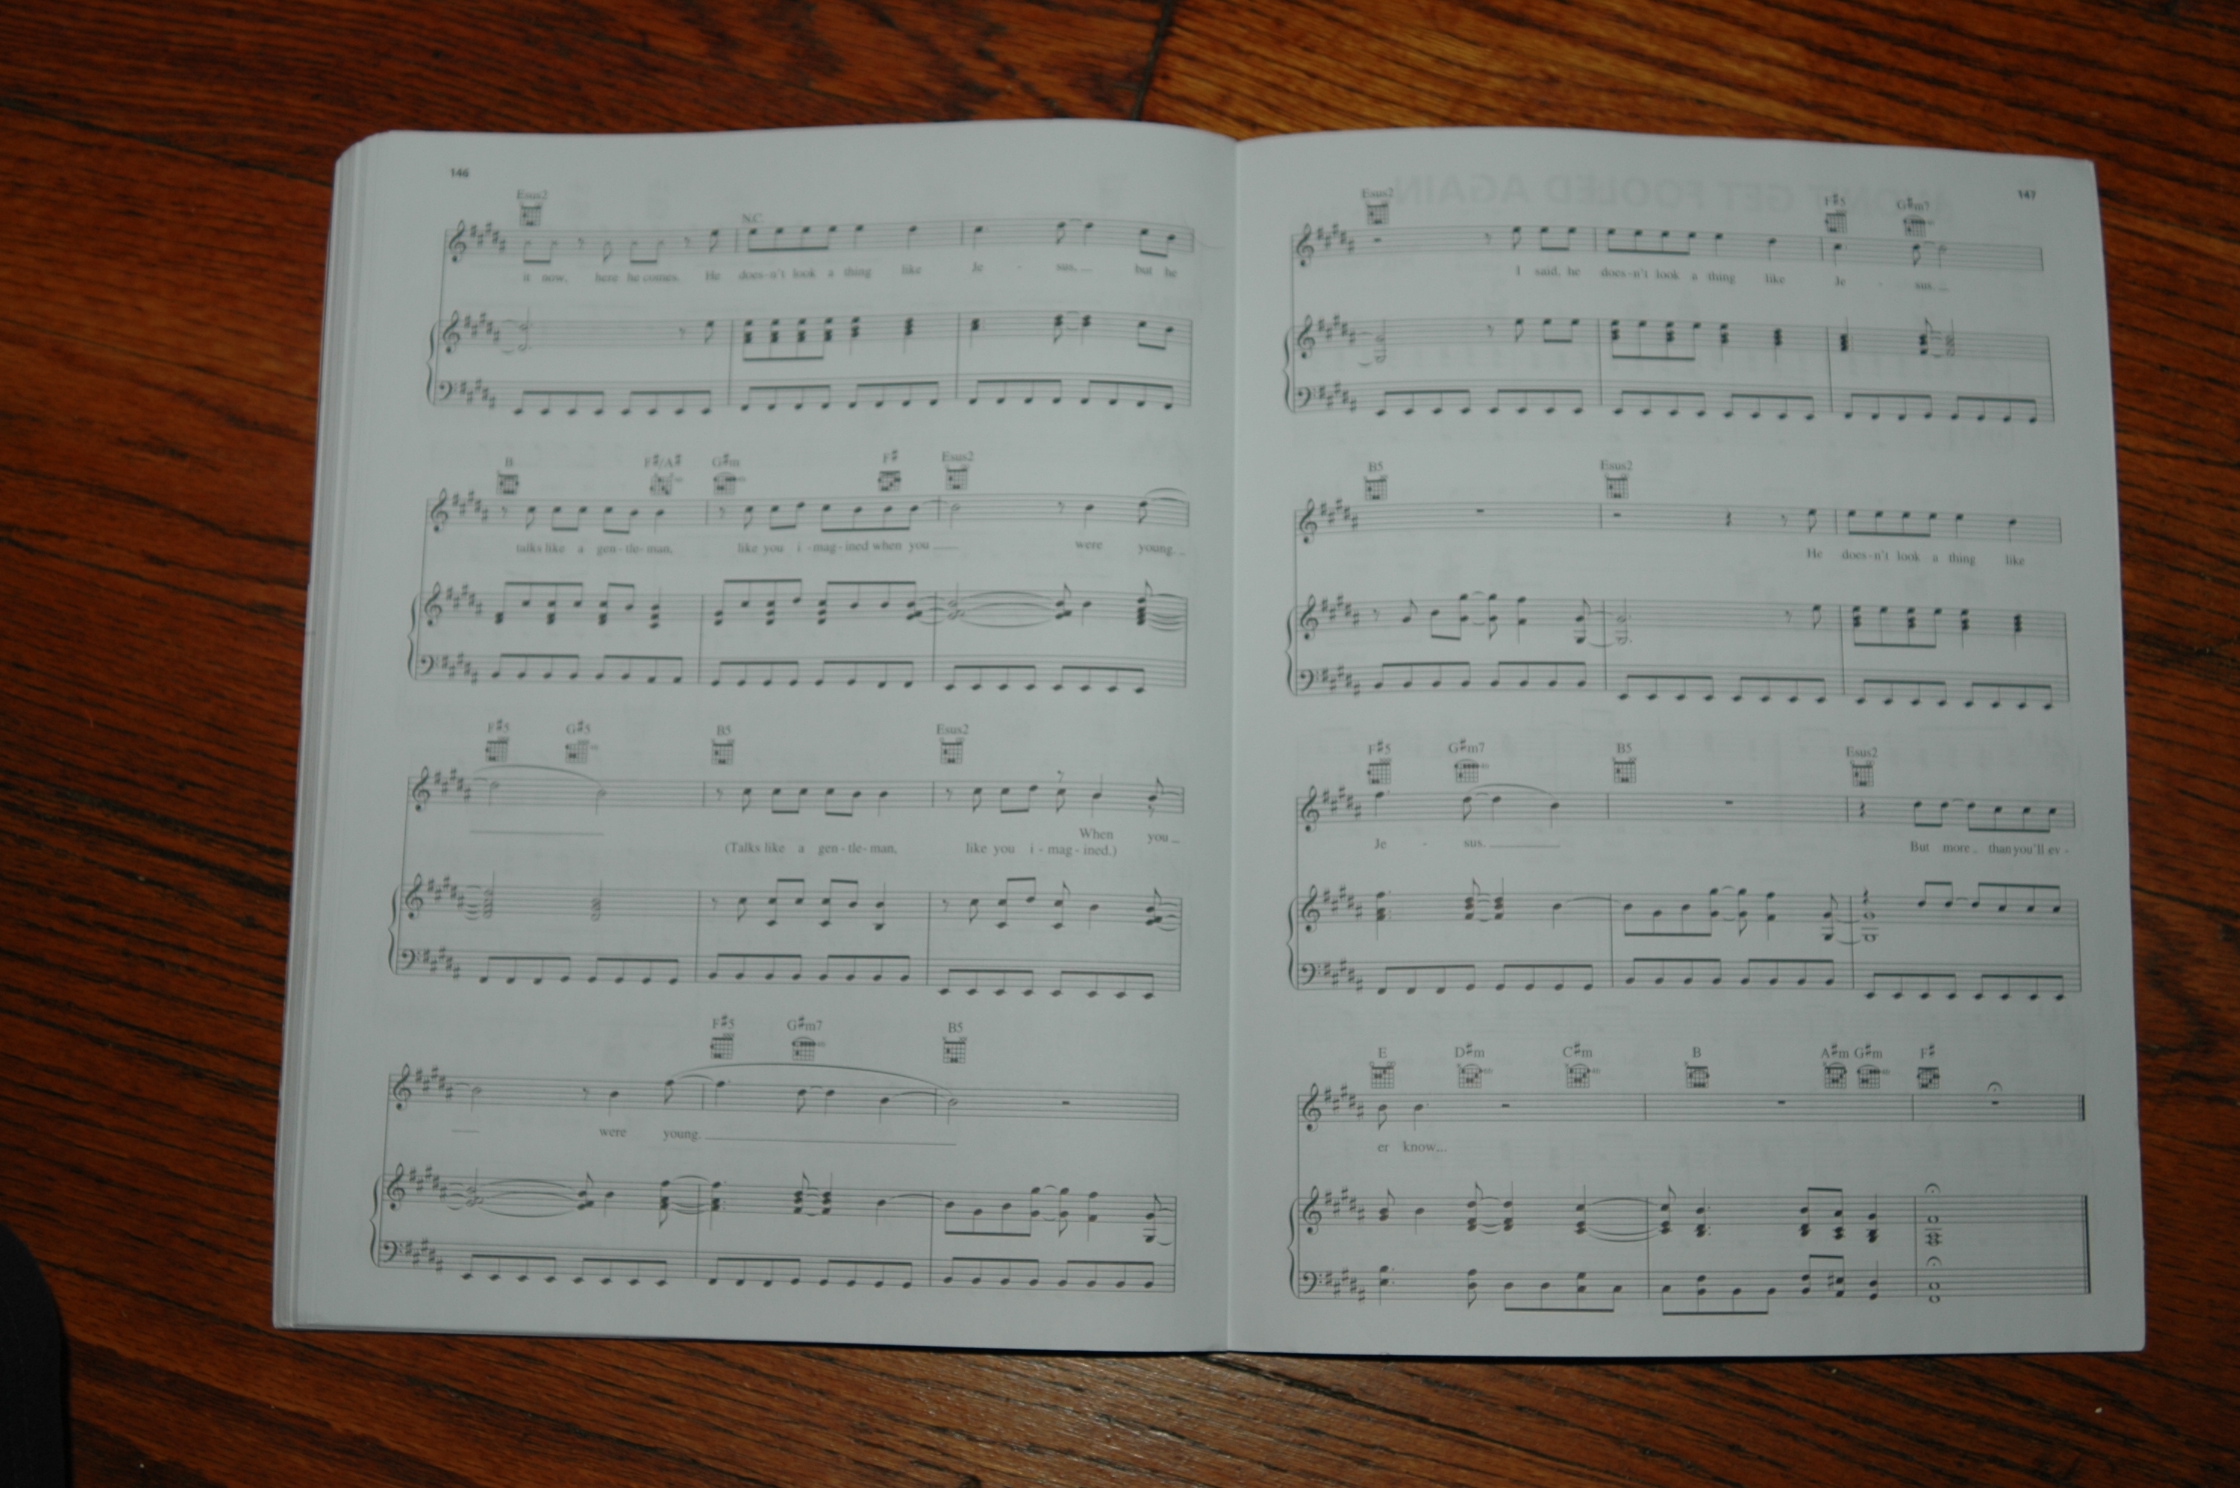 146
Esus2 N.C.
it now, here he comes. He does-n't look a thing like Je - sus, but he
B F♯/A♯ G♯m F♯ Esus2
talks like a gen-tle-man, like you i-mag-ined when you were young.
F♯5 G♯5 B5 Esus2
(Talks like a gen-tle-man, like you i-mag-ined.) When you
F♯5 G♯m7 B5
were young.
147
Esus2 F♯5 G♯m7
I said, he does-n't look a thing like Je - sus.
B5 Esus2
He does-n't look a thing like
F♯5 G♯m7 B5 Esus2
Je - sus. But more than you'll ev-
E D♯m C♯m B A♯m G♯m F♯
er know...